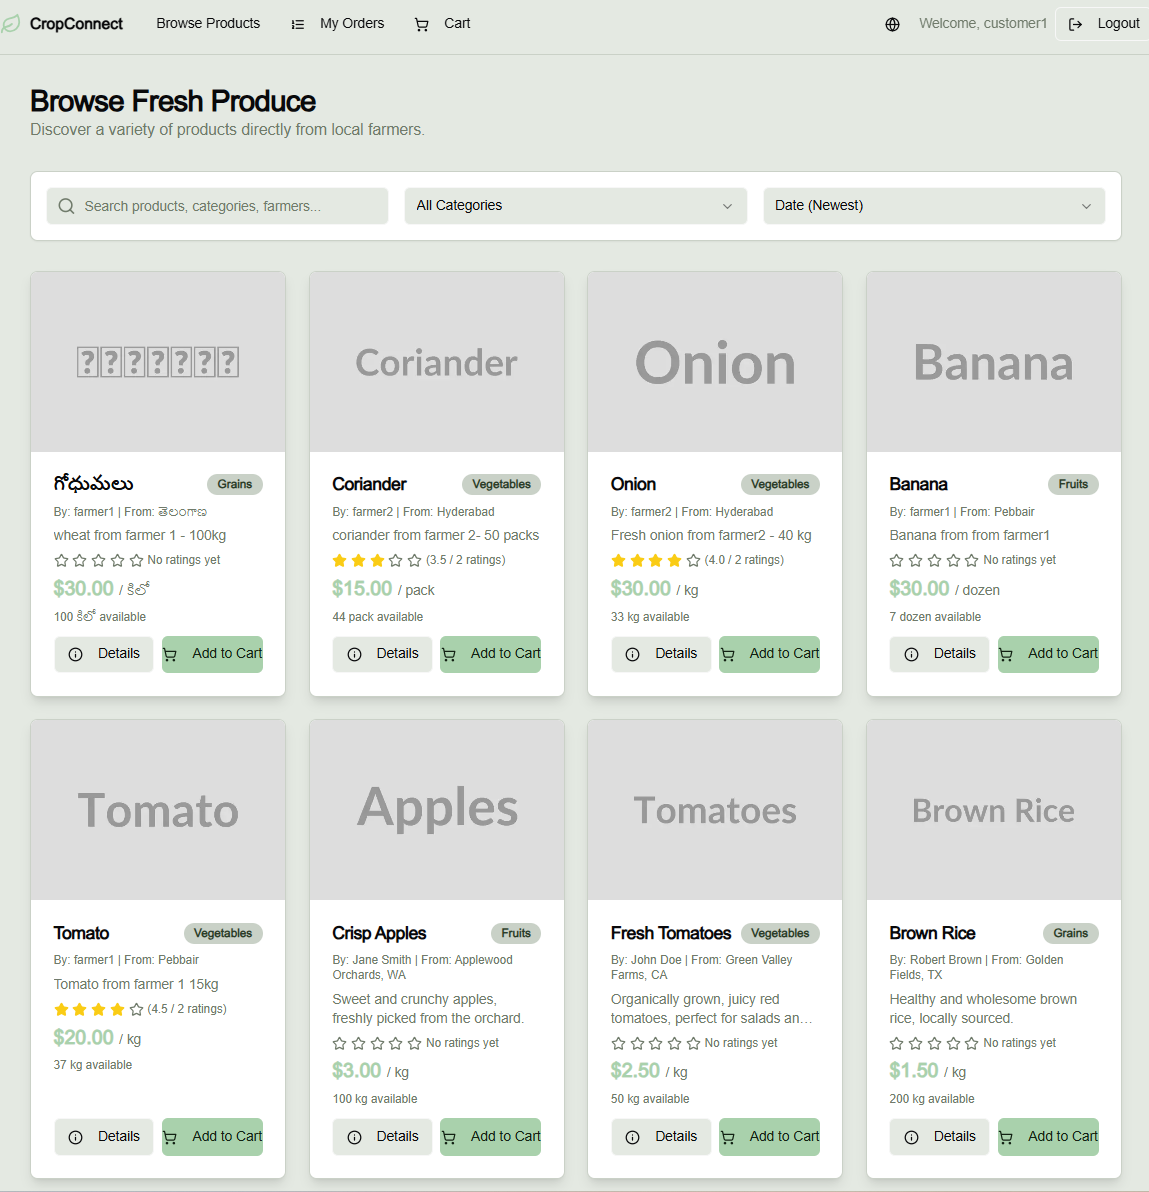 CropConnect Browse Products My Orders Cart Welcome, customer1 Logout
Browse Fresh Produce
Discover a variety of products directly from local farmers.
Search products, categories, farmers... All Categories Date (Newest)
గోధుమలు Grains
By: farmer1 | From: తెలంగాణ
wheat from farmer 1 - 100kg
No ratings yet
$30.00 / కిలో
100 కిలో available
Details Add to Cart
Coriander
Coriander Vegetables
By: farmer2 | From: Hyderabad
coriander from farmer 2- 50 packs
(3.5 / 2 ratings)
$15.00 / pack
44 pack available
Details Add to Cart
Onion
Onion Vegetables
By: farmer2 | From: Hyderabad
Fresh onion from farmer2 - 40 kg
(4.0 / 2 ratings)
$30.00 / kg
33 kg available
Details Add to Cart
Banana
Banana Fruits
By: farmer1 | From: Pebbair
Banana from from farmer1
No ratings yet
$30.00 / dozen
7 dozen available
Details Add to Cart
Tomato
Tomato Vegetables
By: farmer1 | From: Pebbair
Tomato from farmer 1 15kg
(4.5 / 2 ratings)
$20.00 / kg
37 kg available
Details Add to Cart
Apples
Crisp Apples Fruits
By: Jane Smith | From: Applewood
Orchards, WA
Sweet and crunchy apples,
freshly picked from the orchard.
No ratings yet
$3.00 / kg
100 kg available
Details Add to Cart
Tomatoes
Fresh Tomatoes Vegetables
By: John Doe | From: Green Valley
Farms, CA
Organically grown, juicy red
tomatoes, perfect for salads an...
No ratings yet
$2.50 / kg
50 kg available
Details Add to Cart
Brown Rice
Brown Rice Grains
By: Robert Brown | From: Golden
Fields, TX
Healthy and wholesome brown
rice, locally sourced.
No ratings yet
$1.50 / kg
200 kg available
Details Add to Cart